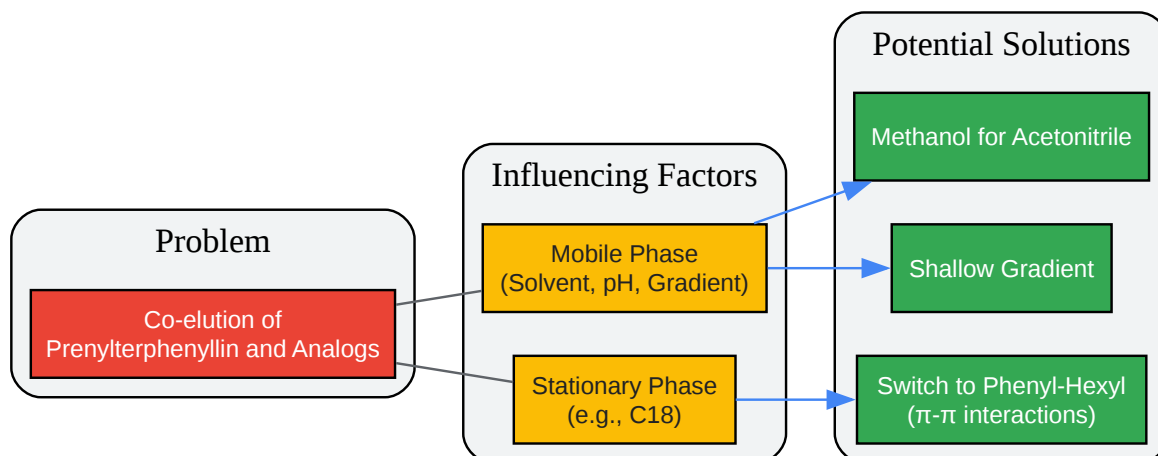 Problem
Co-elution of
Prenylterphenyllin and Analogs
Influencing Factors
Mobile Phase
(Solvent, pH, Gradient)
Stationary Phase
(e.g., C18)
Potential Solutions
Methanol for Acetonitrile
Shallow Gradient
Switch to Phenyl-Hexyl
(π-π interactions)